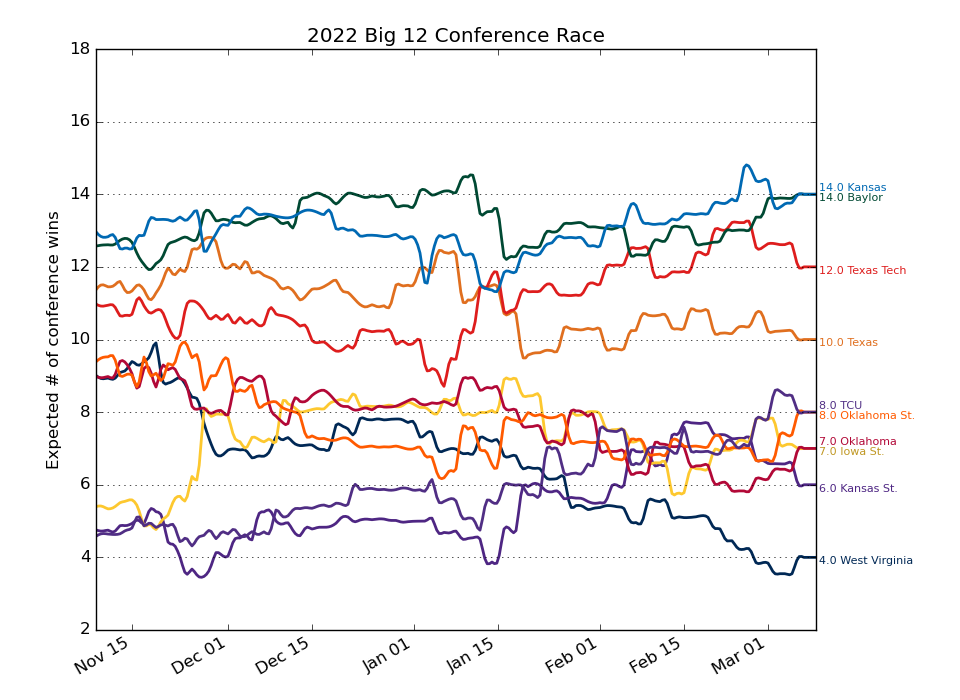 2022 Big 12 Conference Race
Expected # of conference wins
18
16
14
12
10
8
6
4
2
14.0 Kansas
14.0 Baylor
12.0 Texas Tech
10.0 Texas
8.0 TCU
8.0 Oklahoma St.
7.0 Oklahoma
7.0 Iowa St.
6.0 Kansas St.
4.0 West Virginia
Nov 15
Dec 01
Dec 15
Jan 01
Jan 15
Feb 01
Feb 15
Mar 01